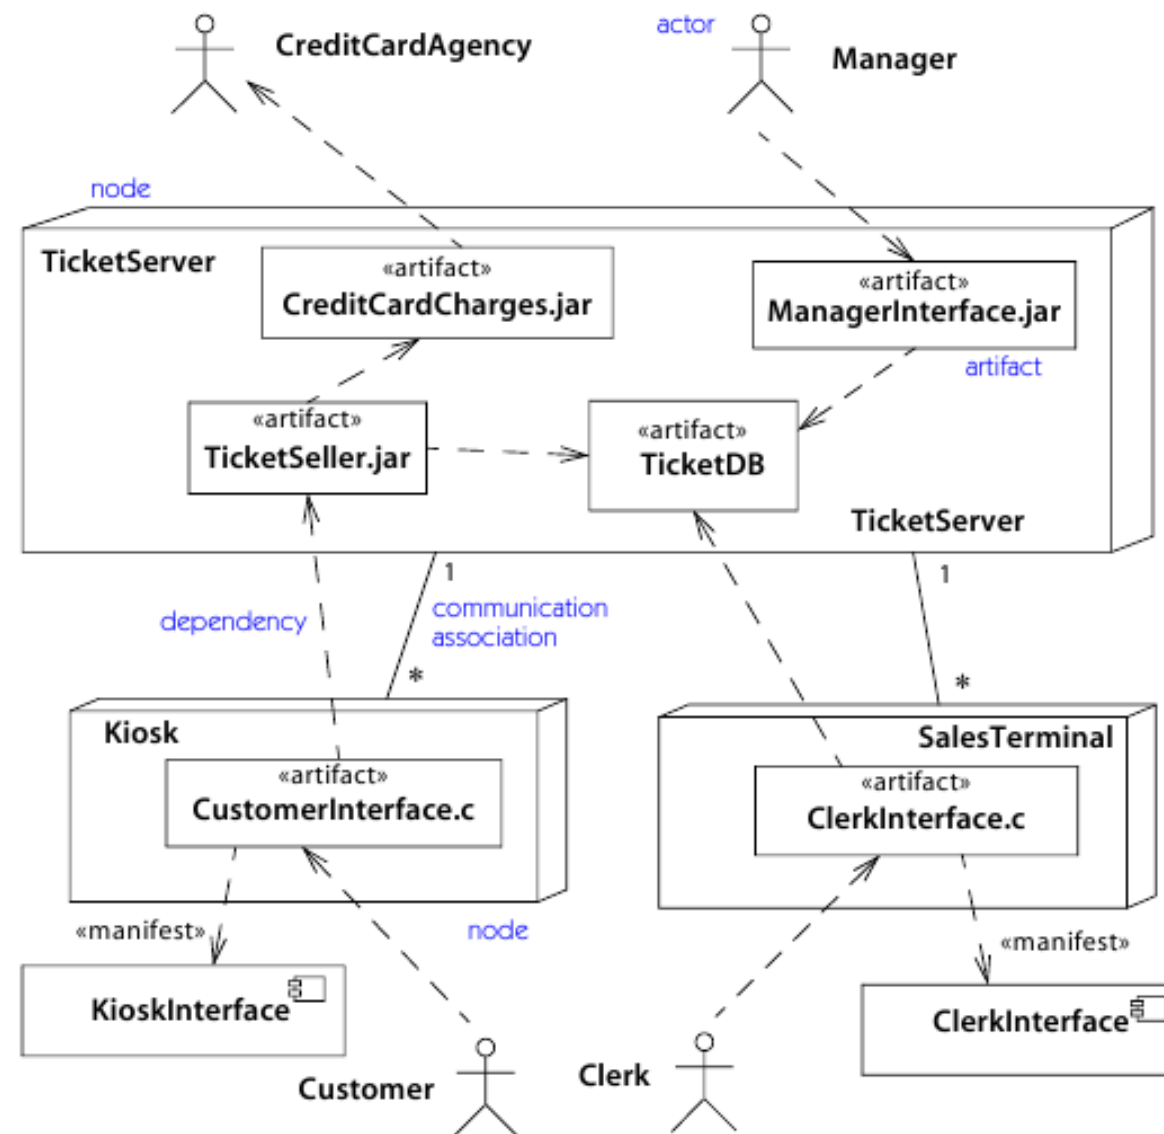 actor
CreditCardAgency
Manager
node
TicketServer
«artifact»
CreditCardCharges.jar
«artifact»
ManagerInterface.jar
artifact
«artifact»
TicketSeller.jar
«artifact»
TicketDB
TicketServer
1
1
dependency
communication
association
*
*
Kiosk
SalesTerminal
«artifact»
CustomerInterface.c
«artifact»
ClerkInterface.c
«manifest»
node
«manifest»
KioskInterface
ClerkInterface
Customer
Clerk